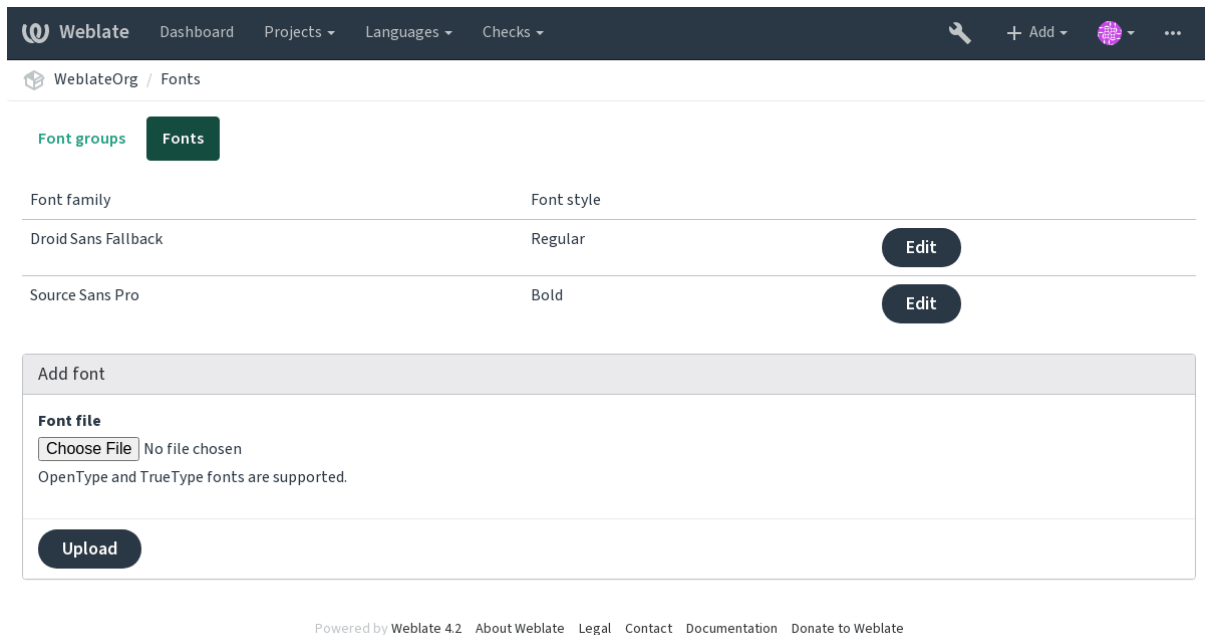 Weblate Dashboard Projects Languages Checks Add
WeblateOrg / Fonts
Font groups Fonts
Font family Font style
Droid Sans Fallback Regular Edit
Source Sans Pro Bold Edit
Add font
Font file
Choose File No file chosen
OpenType and TrueType fonts are supported.
Upload
Powered by Weblate 4.2 About Weblate Legal Contact Documentation Donate to Weblate